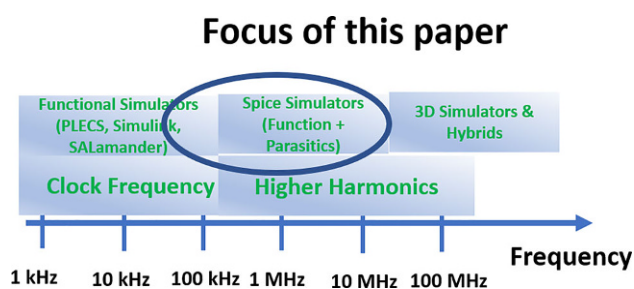 Focus of this paper
Functional Simulators
(PLECS, Simulink,
SALamander)
Spice Simulators
(Function +
Parasitics)
3D Simulators &
Hybrids
Clock Frequency
Higher Harmonics
Frequency
1 kHz
10 kHz
100 kHz
1 MHz
10 MHz
100 MHz